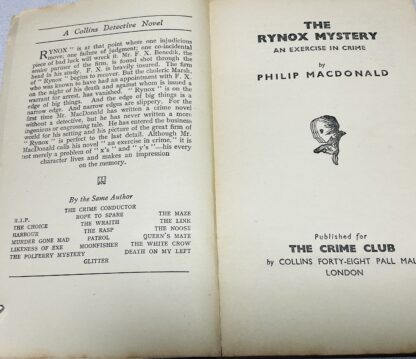 A Collins Detective Novel
RYNOX " is at that point where one injudicious
move; one failure of judgment; one co-incidental
piece of bad luck will wreck it. Mr. F. X. Benedik, the
senior partner of the firm, is found shot through the
head in his study. F. X. is heavily insured. The firm
of " Rynox " begins to recover. But the choleric Marsh,
who was known to have had an appointment with F. X.
on the night of his death and against whom is issued a
warrant for arrest, has vanished. " Rynox " is on the
edge of big things. And the edge of big things is a
narrow edge. And narrow edges are slippery. For the
first time Mr. MacDonald has written a crime novel
without a detective, but he has never written a more
ingenious or engrossing tale. He has entered the business
world for his setting and his picture of the great firm of
" Rynox " is perfect to the last detail. Although Mr.
MacDonald calls his novel " an exercise in crime," it is
not merely a problem of " x's " and " y's "—his every
character lives and makes an impression
on the memory.
By the Same Author
THE CRIME CONDUCTOR
R.I.P. ROPE TO SPARE THE MAZE
THE CHOICE THE WRAITH THE LINK
HARBOUR THE RASP THE NOOSE
MURDER GONE MAD PATROL QUEEN'S MATE
LIKENESS OF EXE MOONFISHER THE WHITE CROW
THE POLFERRY MYSTERY DEATH ON MY LEFT
GLITTER
THE
RYNOX MYSTERY
AN EXERCISE IN CRIME
by
PHILIP MACDONALD
Published for
THE CRIME CLUB
by COLLINS FORTY-EIGHT PALL MAL
LONDON